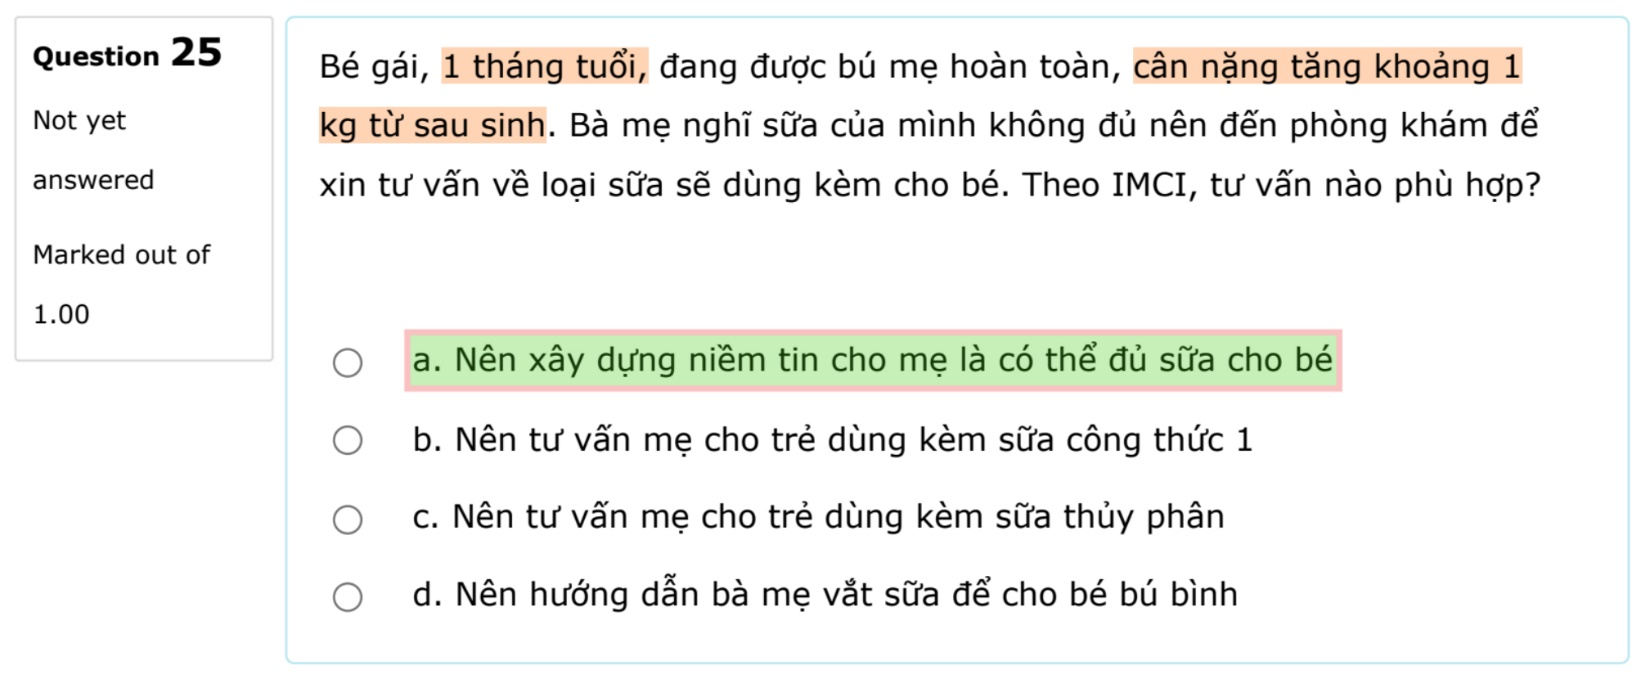 Question 25
Not yet
answered
Marked out of
1.00
Bé gái, 1 tháng tuổi, đang được bú mẹ hoàn toàn, cân nặng tăng khoảng 1
kg từ sau sinh. Bà mẹ nghĩ sữa của mình không đủ nên đến phòng khám để
xin tư vấn về loại sữa sẽ dùng kèm cho bé. Theo IMCI, tư vấn nào phù hợp?
a. Nên xây dựng niềm tin cho mẹ là có thể đủ sữa cho bé
b. Nên tư vấn mẹ cho trẻ dùng kèm sữa công thức 1
c. Nên tư vấn mẹ cho trẻ dùng kèm sữa thủy phân
d. Nên hướng dẫn bà mẹ vắt sữa để cho bé bú bình